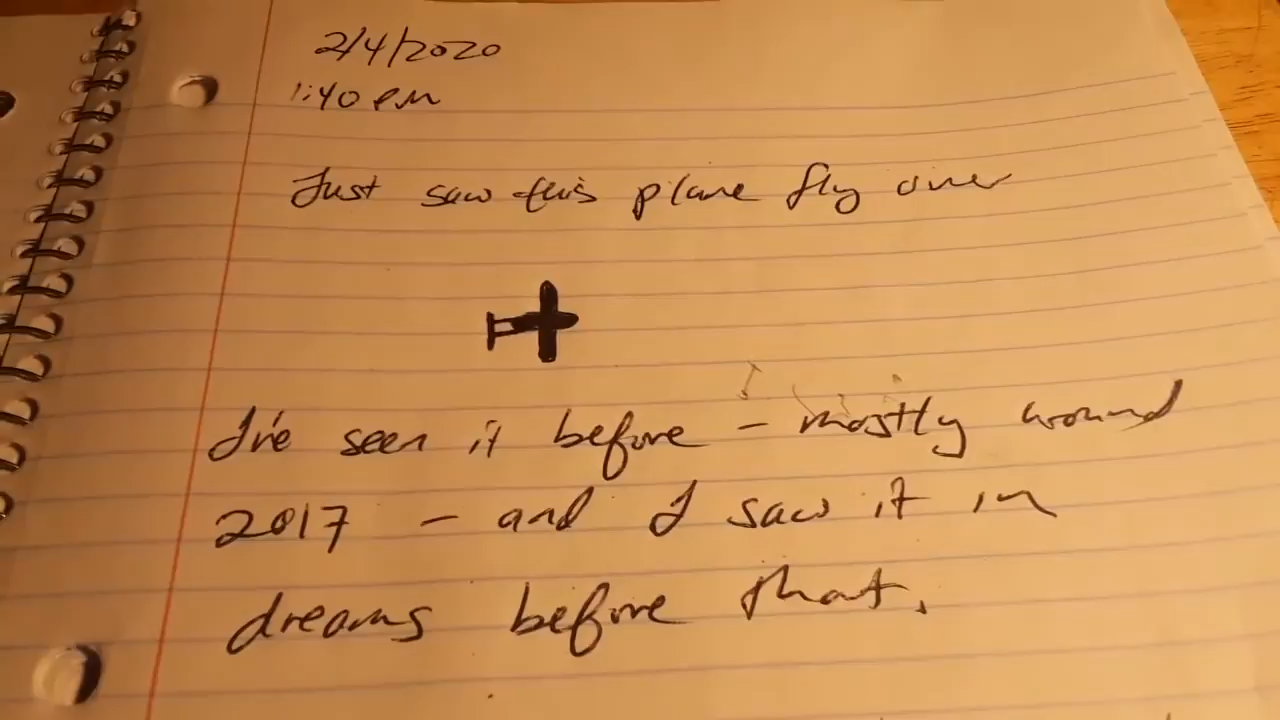 2/4/2020
1:40 PM
Just saw this plane fly over
I've seen it before - mostly around
2017 - and I saw it in
dreams before that.